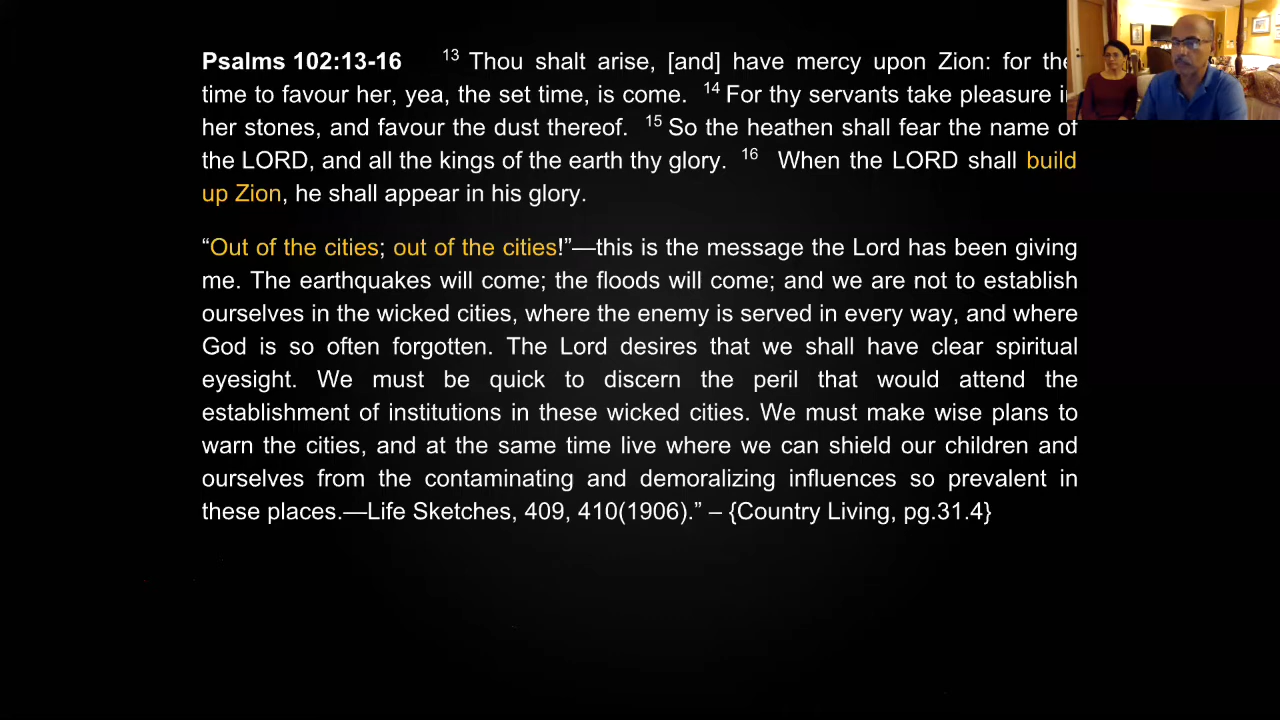 Psalms 102:13-16 13 Thou shalt arise, [and] have mercy upon Zion: for
time to favour her, yea, the set time, is come. 14 For thy servants take pleasure
her stones, and favour the dust thereof. 15 So the heathen shall fear the name of
the LORD, and all the kings of the earth thy glory. 16 When the LORD shall build
up Zion, he shall appear in his glory.
“Out of the cities; out of the cities!”—this is the message the Lord has been giving
me. The earthquakes will come; the floods will come; and we are not to establish
ourselves in the wicked cities, where the enemy is served in every way, and where
God is so often forgotten. The Lord desires that we shall have clear spiritual
eyesight. We must be quick to discern the peril that would attend the
establishment of institutions in these wicked cities. We must make wise plans to
warn the cities, and at the same time live where we can shield our children and
ourselves from the contaminating and demoralizing influences so prevalent in
these places.—Life Sketches, 409, 410(1906).” – {Country Living, pg.31.4}